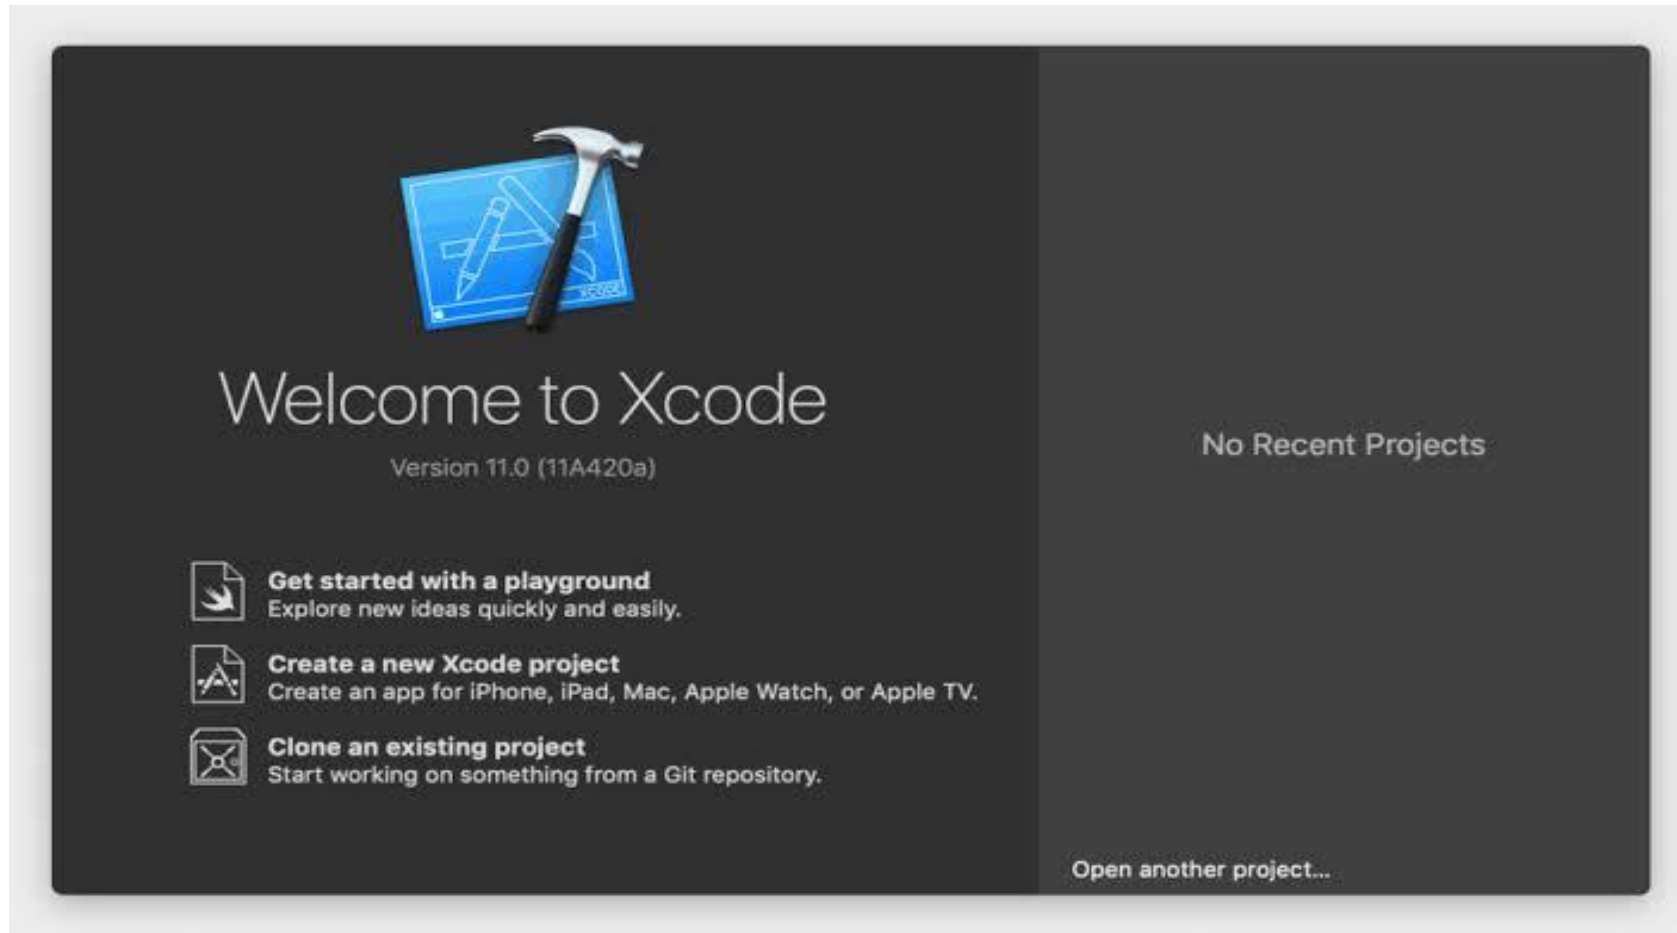 XCODE
Welcome to Xcode
Version 11.0 (11A420a)
Get started with a playground
Explore new ideas quickly and easily.
Create a new Xcode project
Create an app for iPhone, iPad, Mac, Apple Watch, or Apple TV.
Clone an existing project
Start working on something from a Git repository.
No Recent Projects
Open another project...